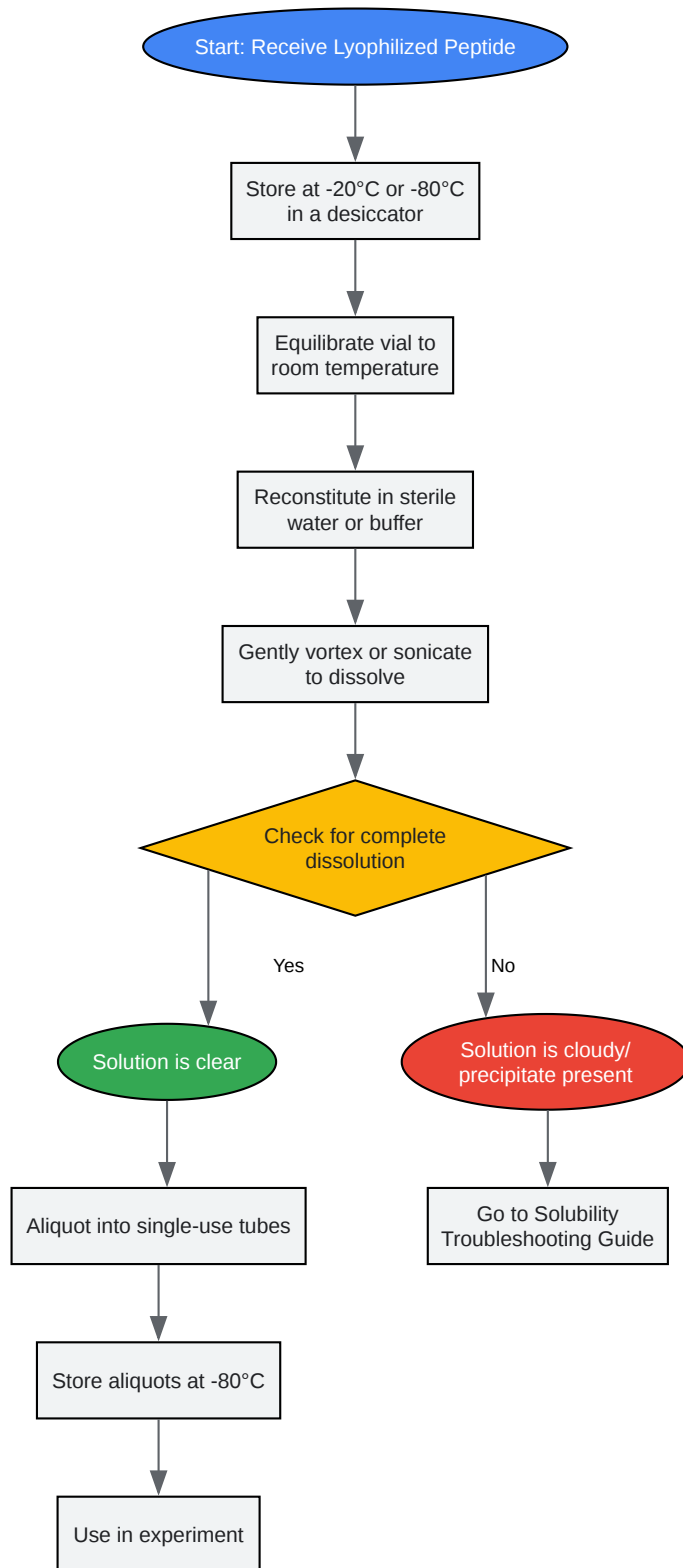 Start: Receive Lyophilized Peptide
Store at -20°C or -80°C
in a desiccator
Equilibrate vial to
room temperature
Reconstitute in sterile
water or buffer
Gently vortex or sonicate
to dissolve
Check for complete
dissolution
Yes
No
Solution is clear
Solution is cloudy/
precipitate present
Aliquot into single-use tubes
Go to Solubility
Troubleshooting Guide
Store aliquots at -80°C
Use in experiment